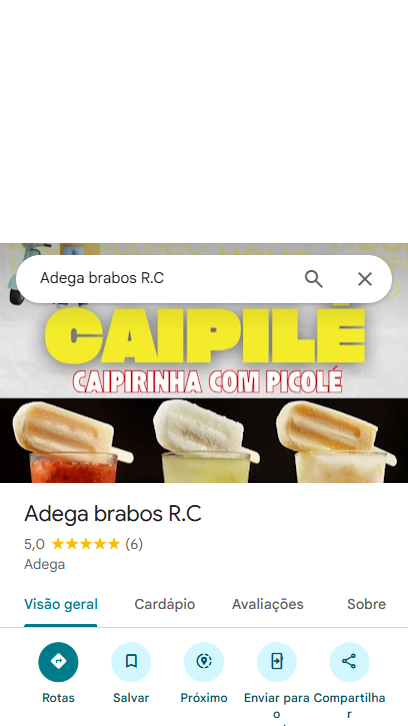 Adega brabos R.C
CAIPILÉ
CAIPIRINHA COM PICOLÉ
Adega brabos R.C
5,0 ★★★★★ (6)
Adega
Visão geral Cardápio Avaliações Sobre
Rotas Salvar Próximo Enviar para o Compartilhar